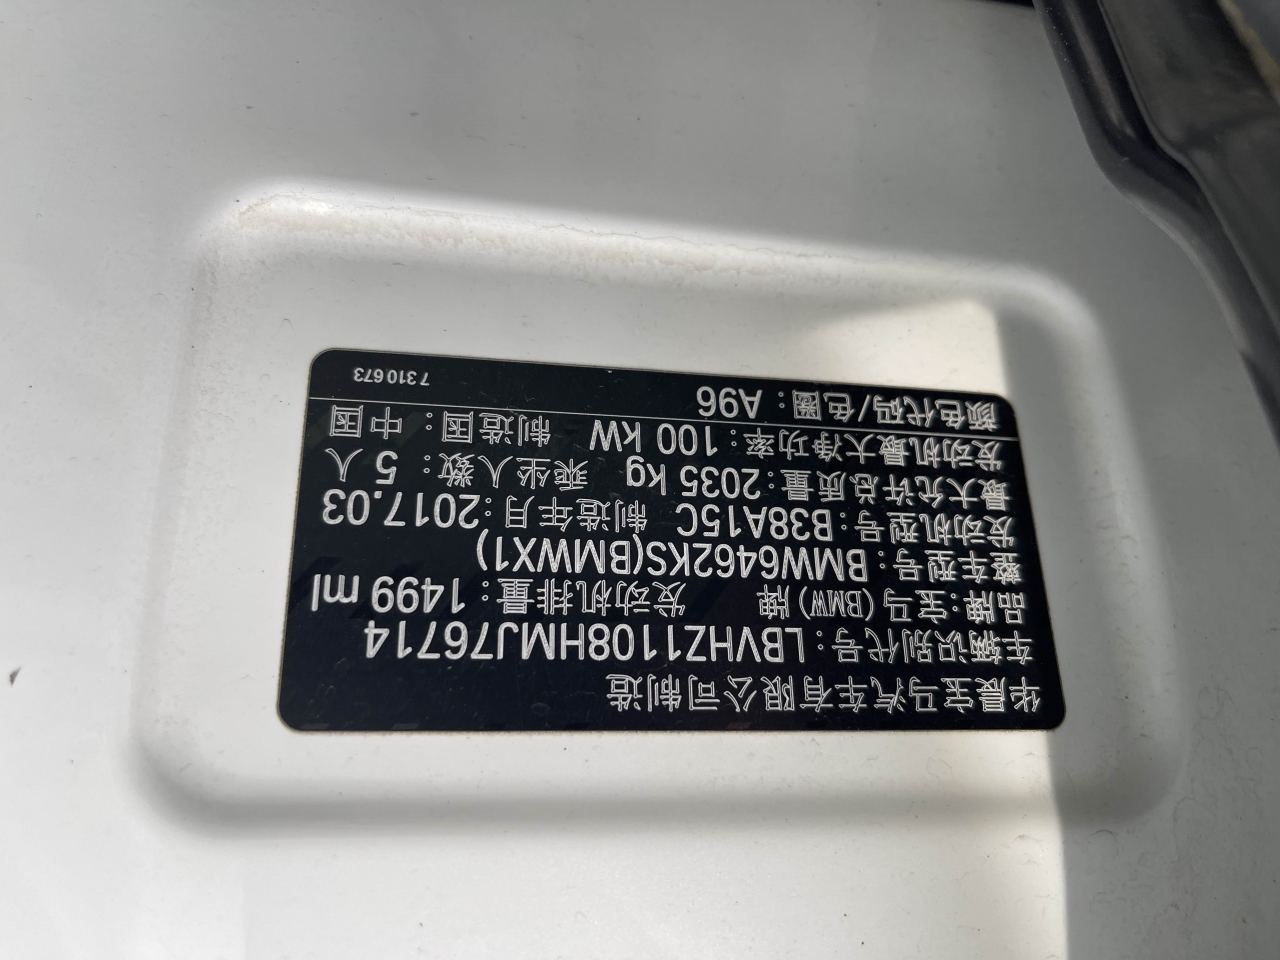 华晨宝马汽车有限公司制造
车辆识别代号：LBVHZ1108HMJ76714
品牌：宝马(BMW)牌 发动机排量：1499 ml
整车型号：BMW6462KS(BMWX1)
发动机型号：B38A15C 制造年月：2017.03
最大允许总质量：2035 kg 乘坐人数：5 人
发动机最大净功率：100 kW 制造国：中国
颜色代码/色圖：A96
7 310 673